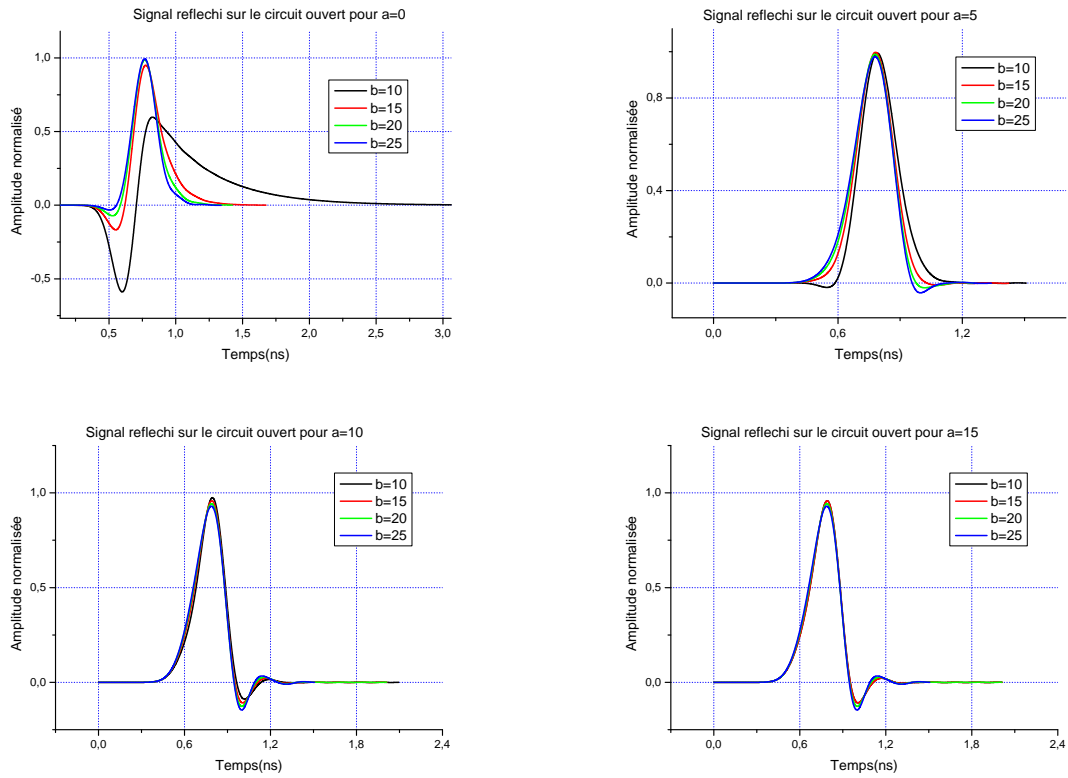 Signal reflechi sur le circuit ouvert pour a=0
Amplitude normalisé
1,0
0,5
0,0
-0,5
0,5
1,0
1,5
2,0
2,5
3,0
Temps(ns)
b=10
b=15
b=20
b=25
Signal reflechi sur le circuit ouvert pour a=5
Amplitude normalisée
0,8
0,4
0,0
0,0
0,6
1,2
Temps(ns)
b=10
b=15
b=20
b=25
Signal reflechi sur le circuit ouvert pour a=10
Amplitude normalisée
1,0
0,5
0,0
0,0
0,6
1,2
1,8
2,4
Temps(ns)
b=10
b=15
b=20
b=25
Signal reflechi sur le circuit ouvert pour a=15
Amplitude normalisée
1,0
0,5
0,0
0,0
0,6
1,2
1,8
2,4
Temps(ns)
b=10
b=15
b=20
b=25